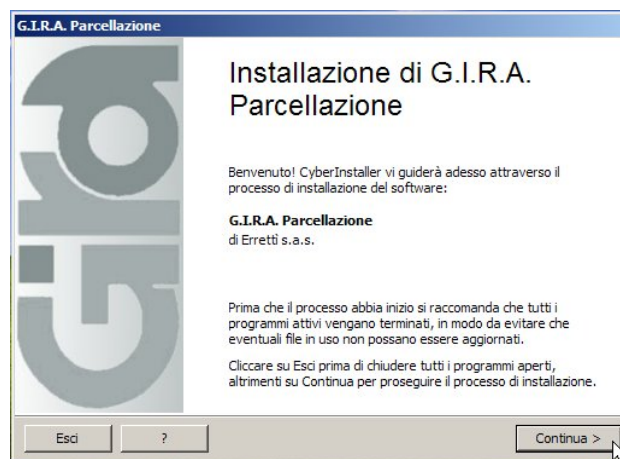 G.I.R.A. Parcellazione
Gira
Installazione di G.I.R.A.
Parcellazione
Benvenuto! CyberInstaller vi guiderà adesso attraverso il
processo di installazione del software:
G.I.R.A. Parcellazione
di Erretti s.a.s.
Prima che il processo abbia inizio si raccomanda che tutti i
programmi attivi vengano terminati, in modo da evitare che
eventuali file in uso non possano essere aggiornati.
Cliccare su Esci prima di chiudere tutti i programmi aperti,
altrimenti su Continua per proseguire il processo di installazione.
Esci
?
Continua >